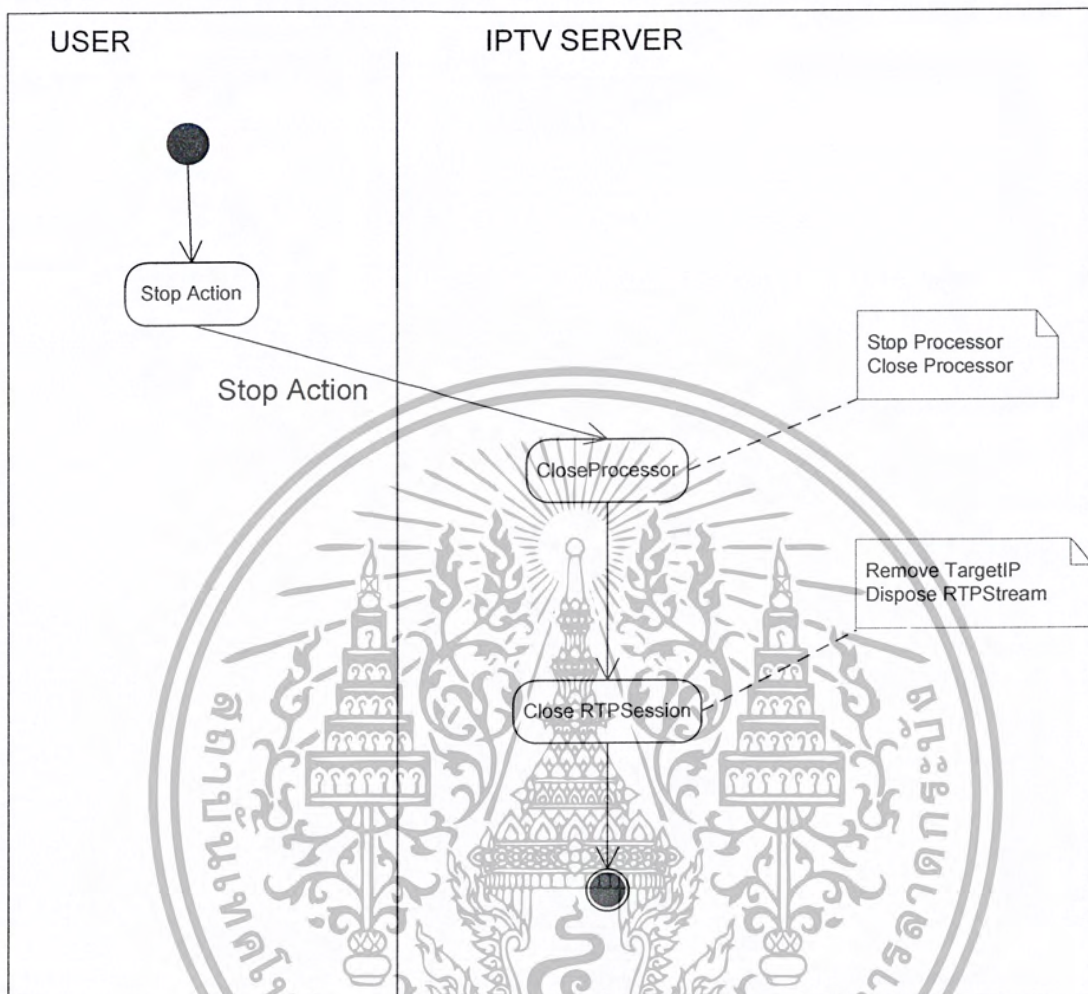 USER
IPTV SERVER
Stop Action
Stop Action
Stop Processor
Close Processor
CloseProcessor
Remove TargetIP
Dispose RTPStream
Close RTPSession